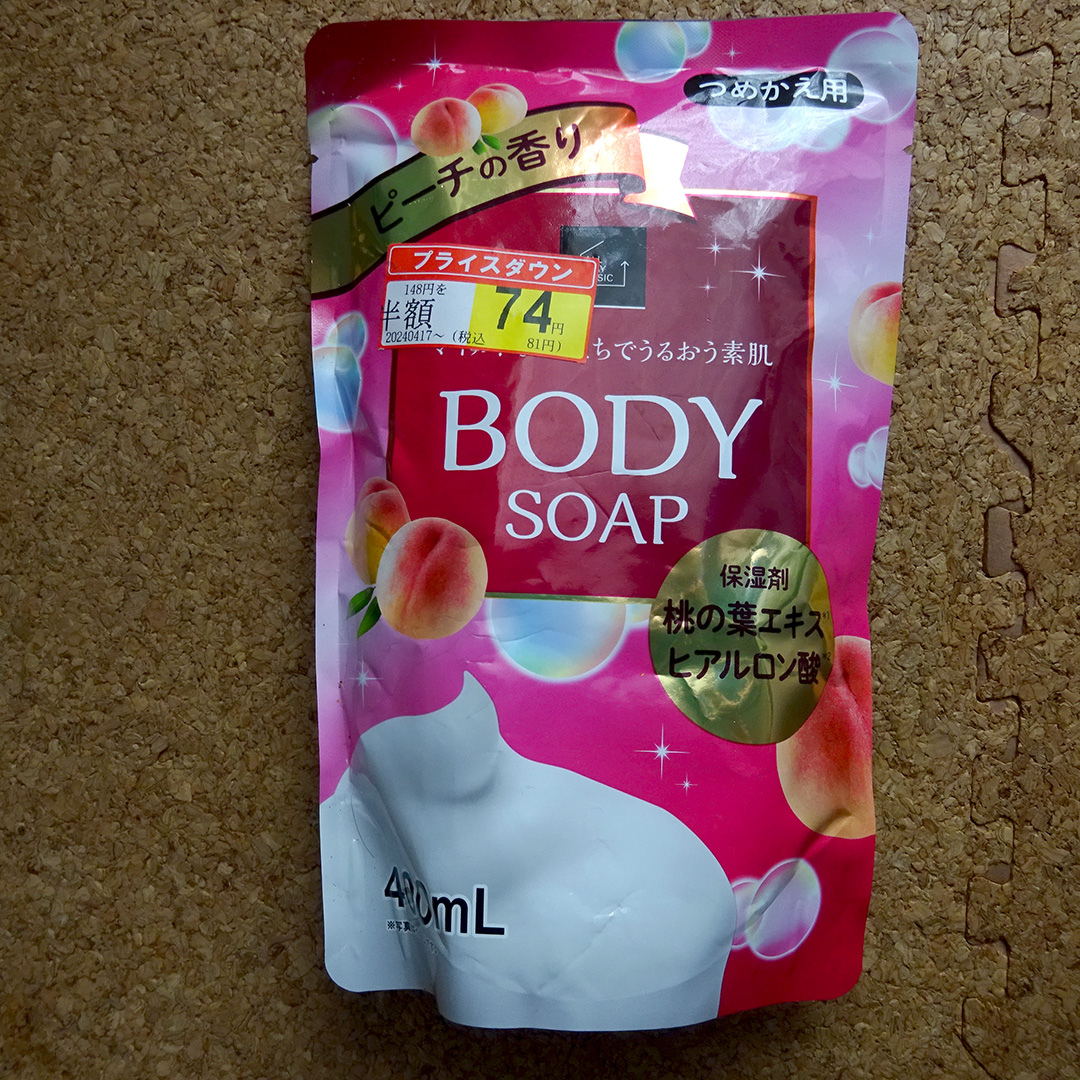 つめかえ用
ピーチの香り
プライスダウン
148円を
半額
74円
20240417～（税込 81円）
ちでうるおう素肌
BODY
SOAP
保湿剤
桃の葉エキス
ヒアルロン酸
400mL
※写真